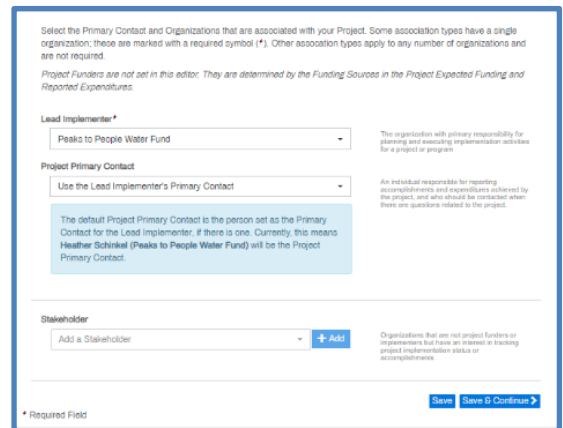 Select the Primary Contact and Organizations that are associated with your Project. Some association types have a single
organization; these are marked with a required symbol (*). Other assocation types apply to any number of organizations and
are not required.
Project Funders are not set in this editor. They are determined by the Funding Sources in the Project Expected Funding and
Reported Expenditures.
Lead Implementer*
Peaks to People Water Fund
The organization with primary responsibility for
planning and executing implementation activities
for a project or program
Project Primary Contact
Use the Lead Implementer's Primary Contact
An individual responsible for reporting
accomplishments and expenditures achieved by
the project, and who should be contacted when
there are questions related to the project.
The default Project Primary Contact is the person set as the Primary
Contact for the Lead Implementer, if there is one. Currently, this means
Heather Schinkel (Peaks to People Water Fund) will be the Project
Primary Contact.
Stakeholder
Add a Stakeholder
+ Add
Organizations that are not project funders or
implementers but have an interest in tracking
project implementation status or
accomplishments
Save
Save & Continue
* Required Field